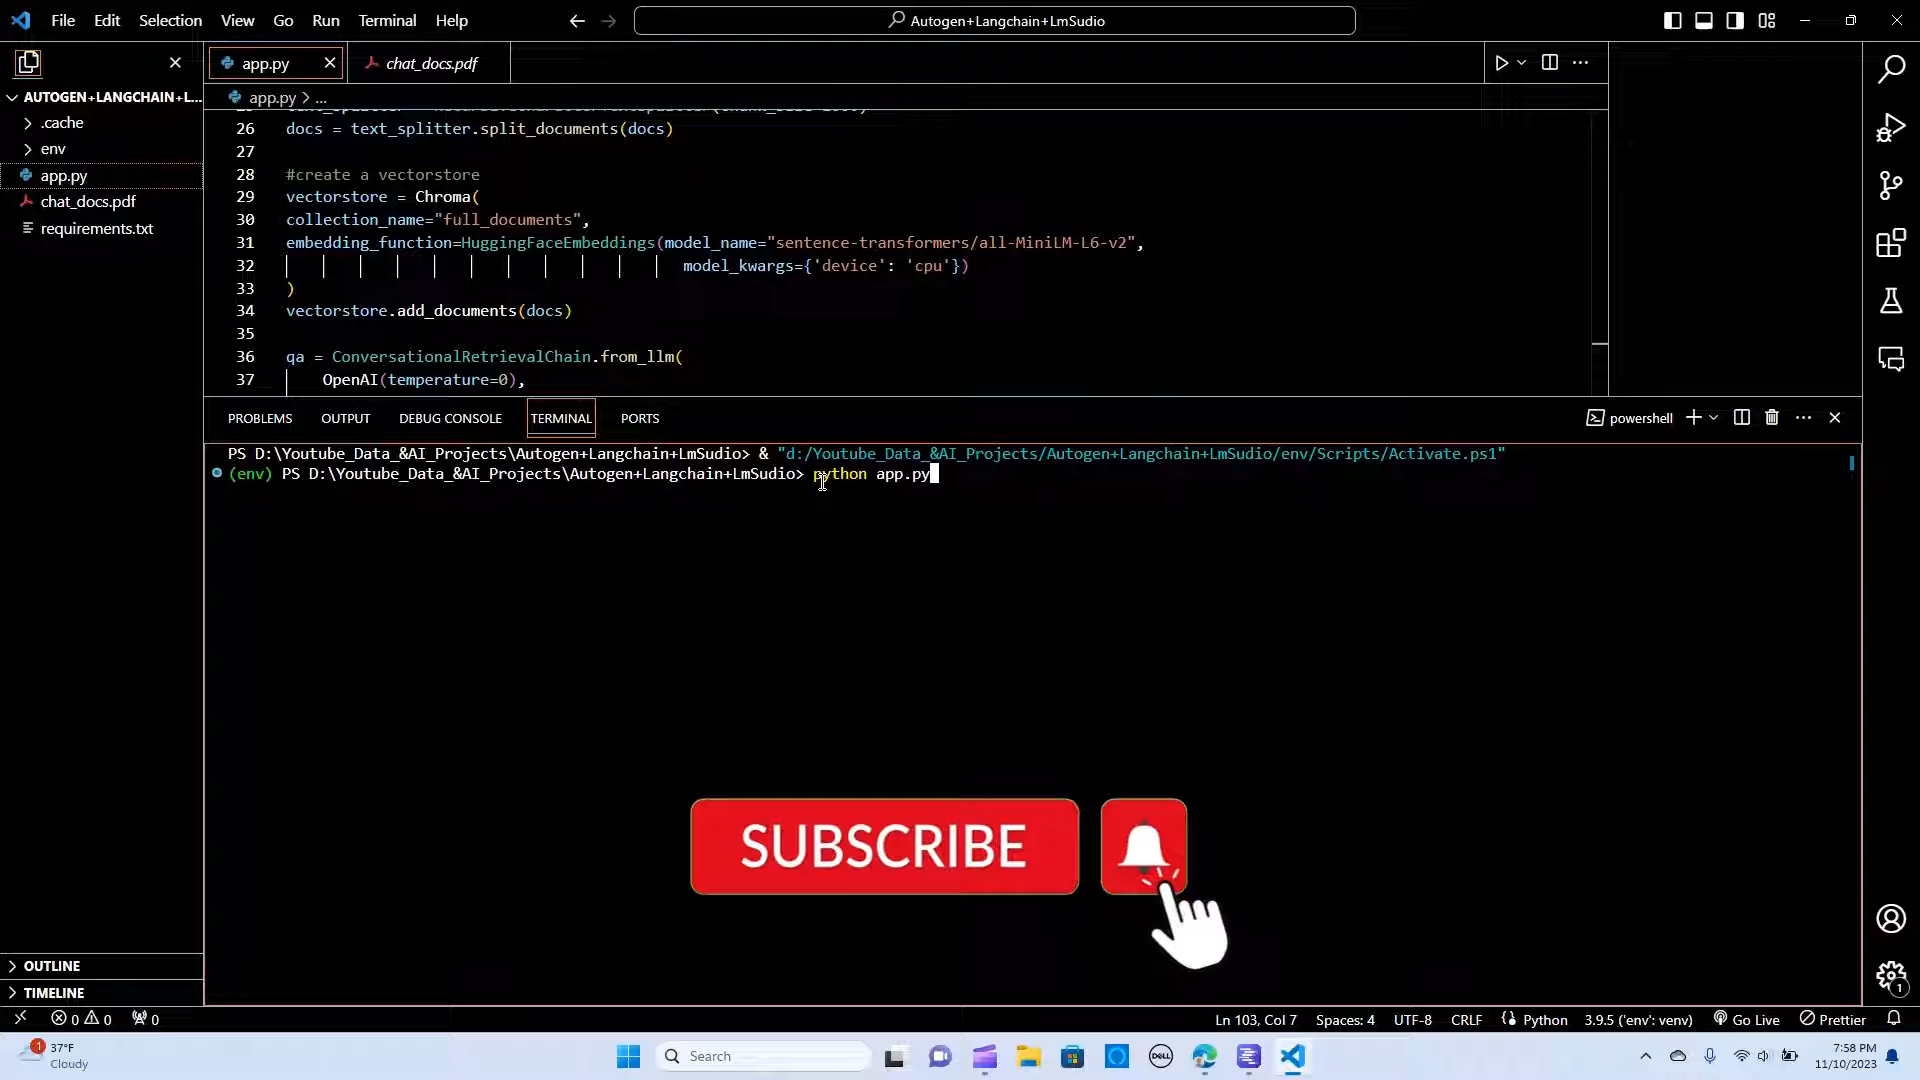 File Edit Selection View Go Run Terminal Help
Autogen+Langchain+LmSudio
app.py
chat_docs.pdf
AUTOGEN+LANGCHAIN+L...
.cache
env
app.py
chat_docs.pdf
requirements.txt
app.py > ...
26 docs = text_splitter.split_documents(docs)
27
28 #create a vectorstore
29 vectorstore = Chroma(
30 collection_name="full_documents",
31 embedding_function=HuggingFaceEmbeddings(model_name="sentence-transformers/all-MiniLM-L6-v2",
32 model_kwargs={'device': 'cpu'})
33 )
34 vectorstore.add_documents(docs)
35
36 qa = ConversationalRetrievalChain.from_llm(
37 OpenAI(temperature=0),
PROBLEMS OUTPUT DEBUG CONSOLE TERMINAL PORTS
powershell
PS D:\Youtube_Data_&AI_Projects\Autogen+Langchain+LmSudio> & "d:/Youtube_Data_&AI_Projects/Autogen+Langchain+LmSudio/env/Scripts/Activate.ps1"
(env) PS D:\Youtube_Data_&AI_Projects\Autogen+Langchain+LmSudio> python app.py
SUBSCRIBE
OUTLINE
TIMELINE
1
0 0 0
Ln 103, Col 7 Spaces: 4 UTF-8 CRLF Python 3.9.5 ('env': venv) Go Live Prettier
1
37°F
Cloudy
Search
DELL
7:58 PM
11/10/2023